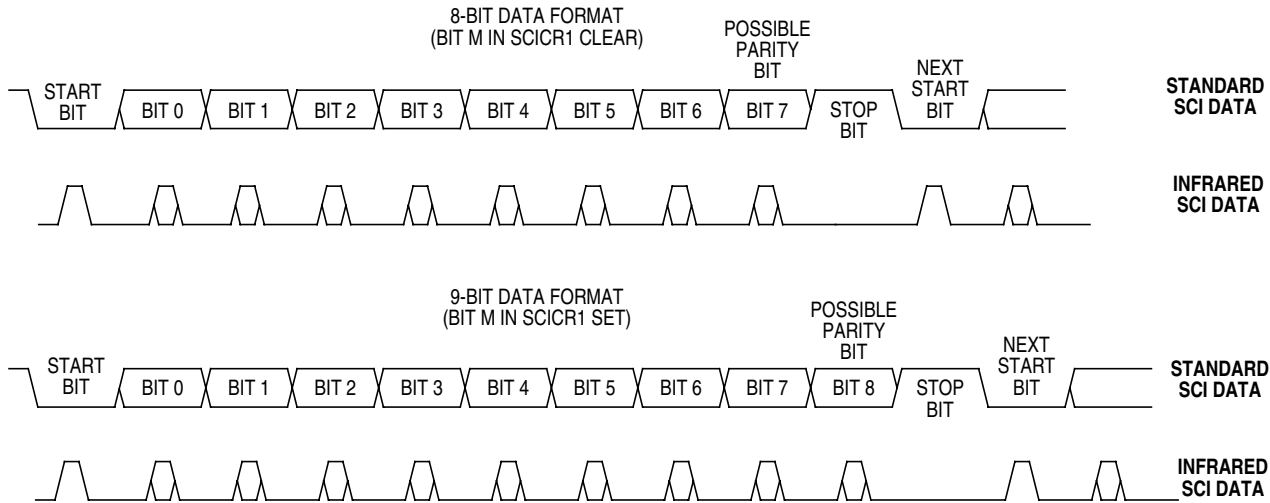 8-BIT DATA FORMAT
(BIT M IN SCICR1 CLEAR)
POSSIBLE
PARITY
BIT
START
BIT
BIT 0
BIT 1
BIT 2
BIT 3
BIT 4
BIT 5
BIT 6
BIT 7
STOP
BIT
NEXT
START
BIT
STANDARD
SCI DATA
INFRARED
SCI DATA
9-BIT DATA FORMAT
(BIT M IN SCICR1 SET)
POSSIBLE
PARITY
BIT
START
BIT
BIT 0
BIT 1
BIT 2
BIT 3
BIT 4
BIT 5
BIT 6
BIT 7
BIT 8
STOP
BIT
NEXT
START
BIT
STANDARD
SCI DATA
INFRARED
SCI DATA